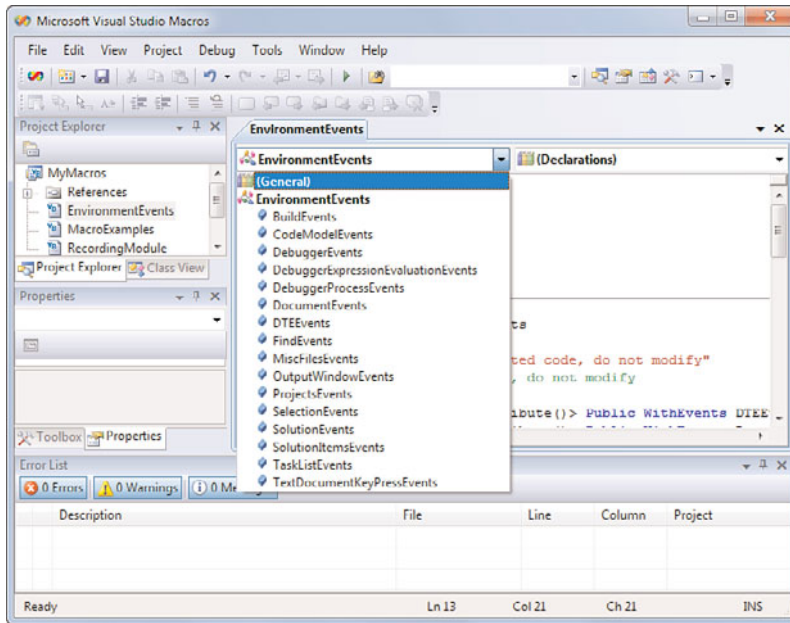 Microsoft Visual Studio Macros
File Edit View Project Debug Tools Window Help
Project Explorer
MyMacros
References
EnvironmentEvents
MacroExamples
RecordingModule
Project Explorer Class View
Properties
Toolbox Properties
EnvironmentEvents
EnvironmentEvents (Declarations)
(General)
EnvironmentEvents
BuildEvents
CodeModelEvents
DebuggerEvents
DebuggerExpressionEvaluationEvents
DebuggerProcessEvents
DocumentEvents
DTEEvents
FindEvents
MiscFilesEvents
OutputWindowEvents
ProjectsEvents
SelectionEvents
SolutionEvents
SolutionItemsEvents
TaskListEvents
TextDocumentKeyPressEvents
ts
ted code, do not modify"
, do not modify
ibute()> Public WithEvents DTEE
Error List
0 Errors 0 Warnings 0 Me
Description File Line Column Project
Ready Ln 13 Col 21 Ch 21 INS